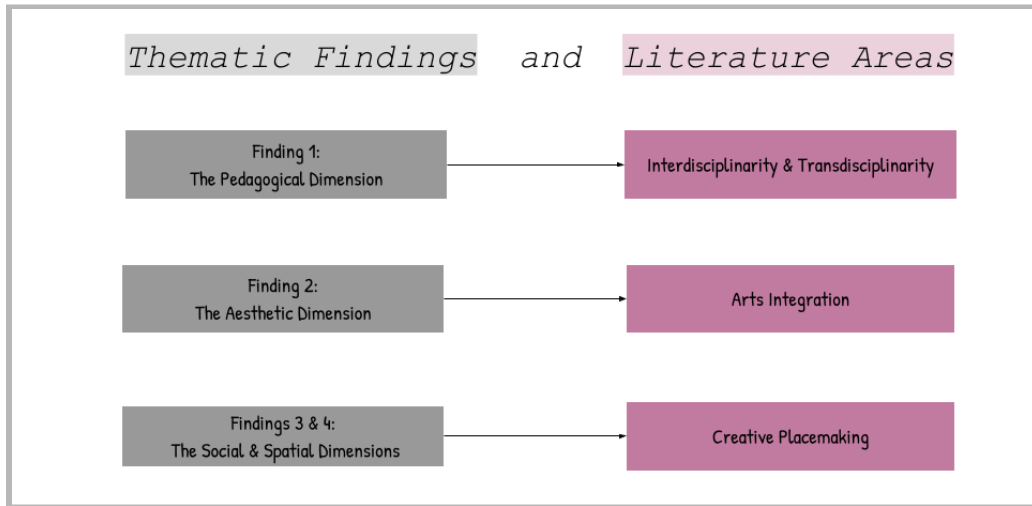 Thematic Findings and Literature Areas
Finding 1:
The Pedagogical Dimension
Interdisciplinarity & Transdisciplinarity
Finding 2:
The Aesthetic Dimension
Arts Integration
Findings 3 & 4:
The Social & Spatial Dimensions
Creative Placemaking